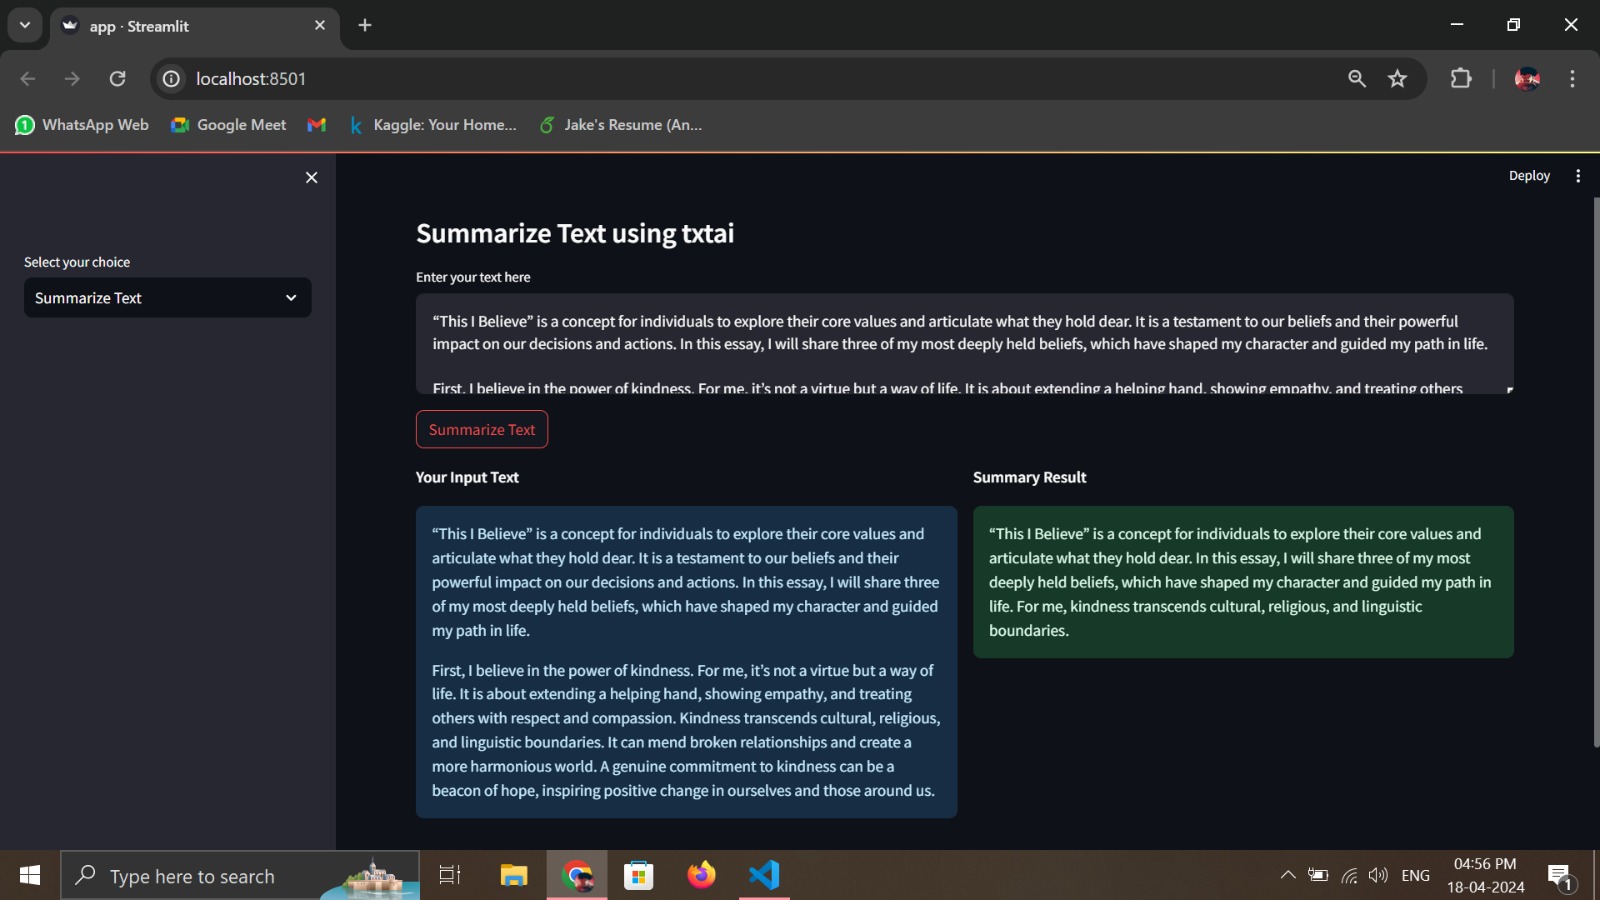 app · Streamlit
localhost:8501
WhatsApp Web
Google Meet
Kaggle: Your Home...
Jake's Resume (An...
Deploy
Select your choice
Summarize Text
Summarize Text using txtai
Enter your text here
“This I Believe” is a concept for individuals to explore their core values and articulate what they hold dear. It is a testament to our beliefs and their powerful
impact on our decisions and actions. In this essay, I will share three of my most deeply held beliefs, which have shaped my character and guided my path in life.
First, I believe in the power of kindness. For me, it’s not a virtue but a way of life. It is about extending a helping hand, showing empathy, and treating others
Summarize Text
Your Input Text
“This I Believe” is a concept for individuals to explore their core values and
articulate what they hold dear. It is a testament to our beliefs and their
powerful impact on our decisions and actions. In this essay, I will share three
of my most deeply held beliefs, which have shaped my character and guided
my path in life.
First, I believe in the power of kindness. For me, it’s not a virtue but a way of
life. It is about extending a helping hand, showing empathy, and treating
others with respect and compassion. Kindness transcends cultural, religious,
and linguistic boundaries. It can mend broken relationships and create a
more harmonious world. A genuine commitment to kindness can be a
beacon of hope, inspiring positive change in ourselves and those around us.
Summary Result
“This I Believe” is a concept for individuals to explore their core values and
articulate what they hold dear. In this essay, I will share three of my most
deeply held beliefs, which have shaped my character and guided my path in
life. For me, kindness transcends cultural, religious, and linguistic
boundaries.
Type here to search
ENG
04:56 PM
18-04-2024
1